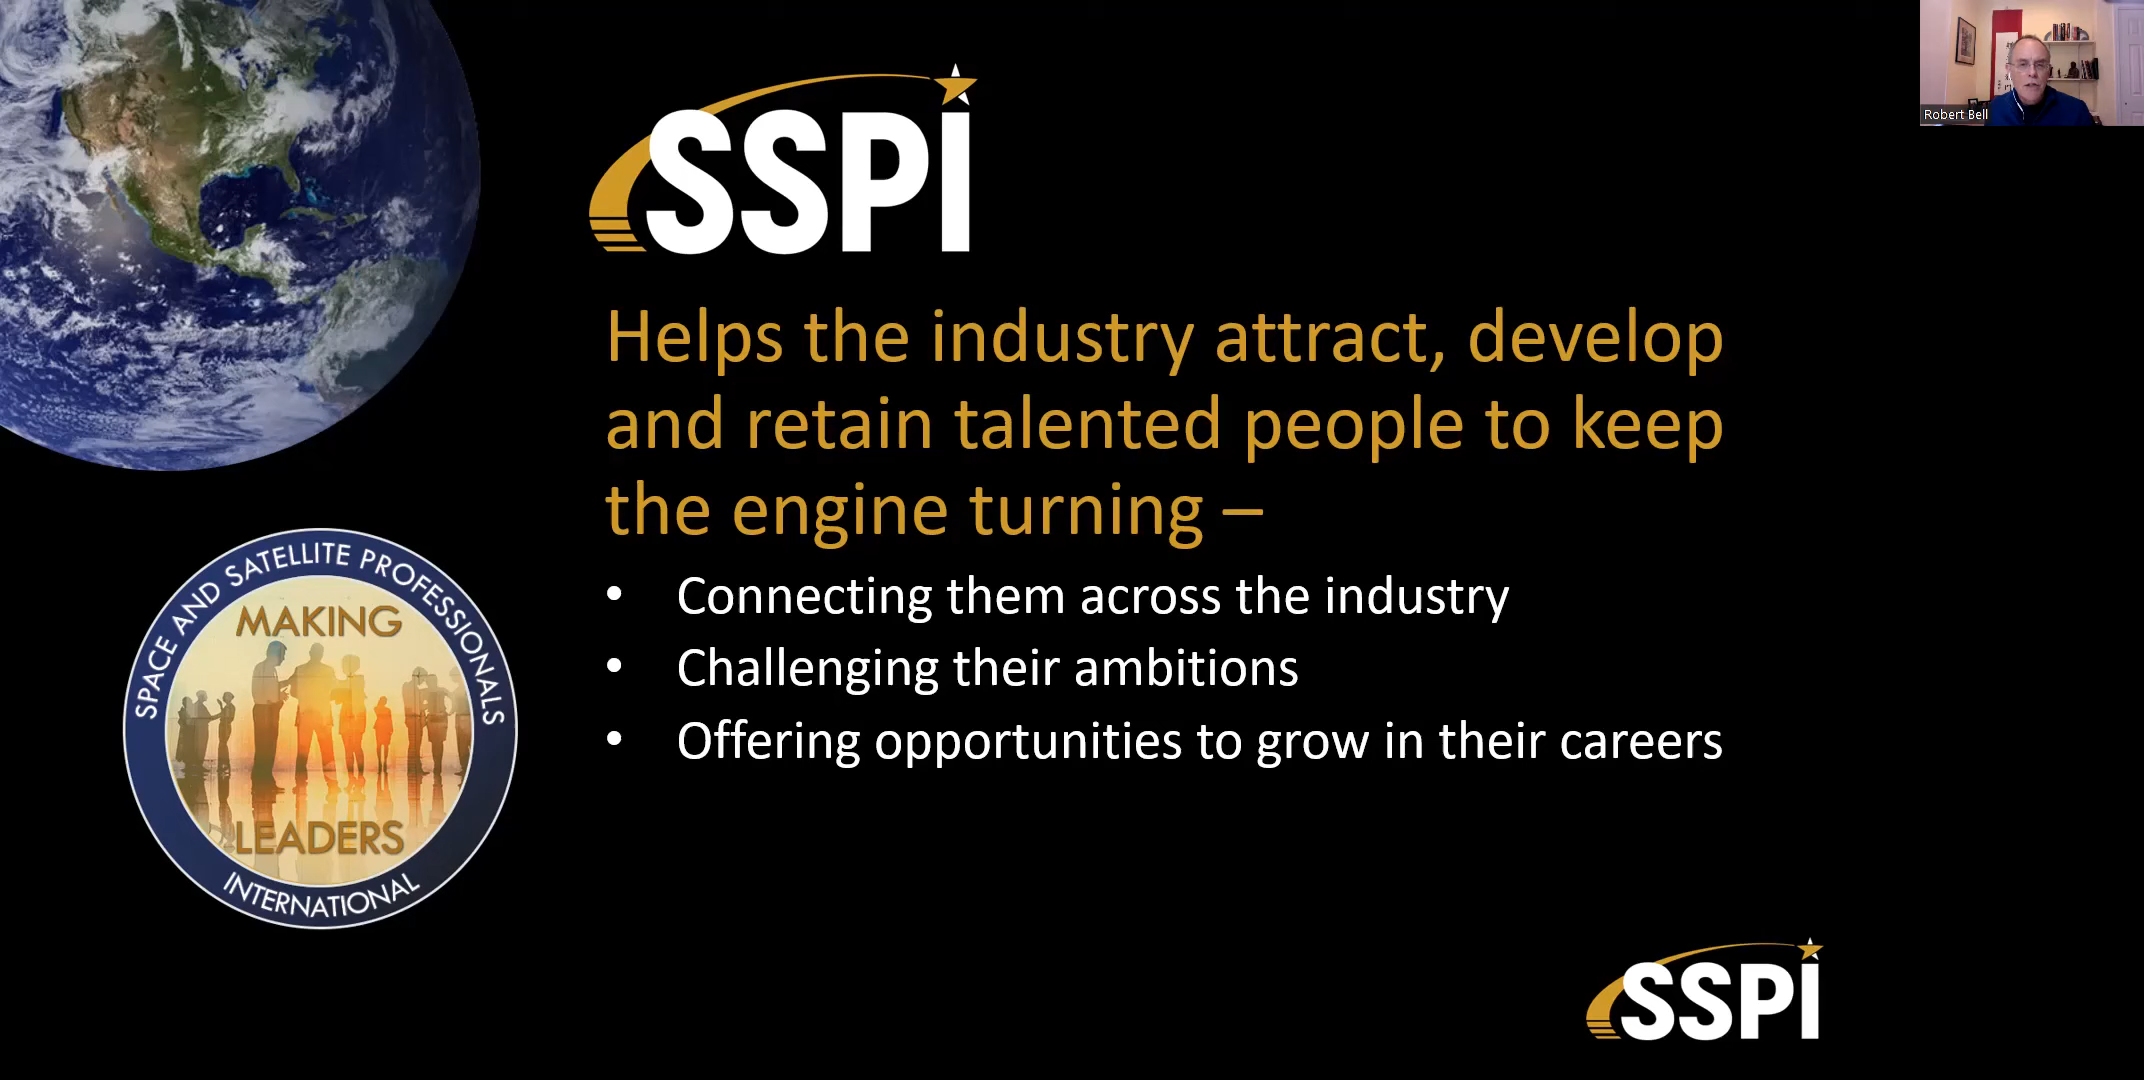 SSPI
Robert Bell
Helps the industry attract, develop
and retain talented people to keep
the engine turning –
• Connecting them across the industry
• Challenging their ambitions
• Offering opportunities to grow in their careers
SPACE AND SATELLITE PROFESSIONALS
MAKING
LEADERS
INTERNATIONAL
SSPI